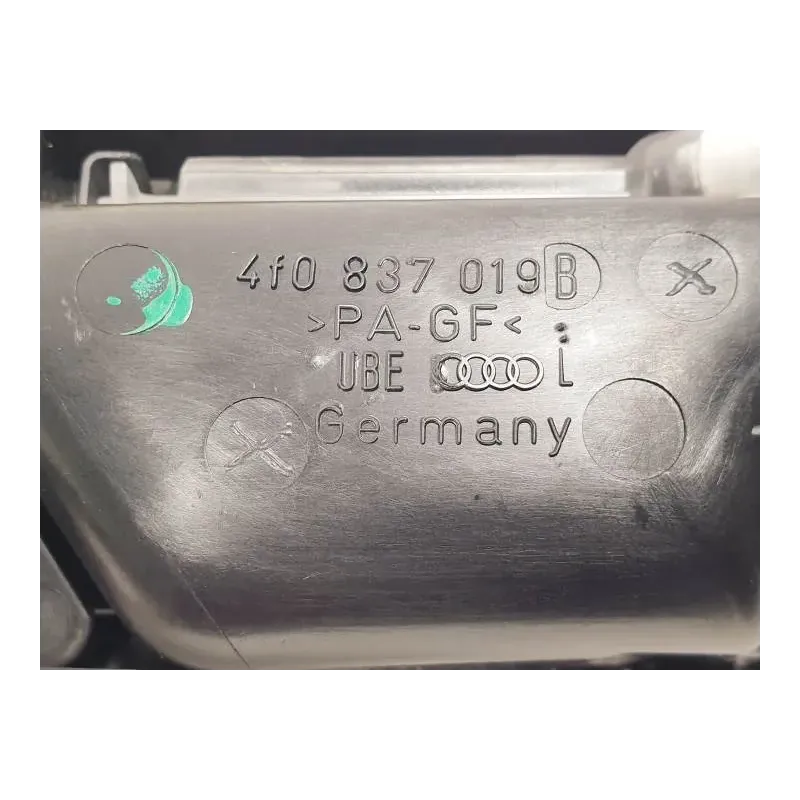 4f0 837 019B
>PA-GF<
UBE L
Germany